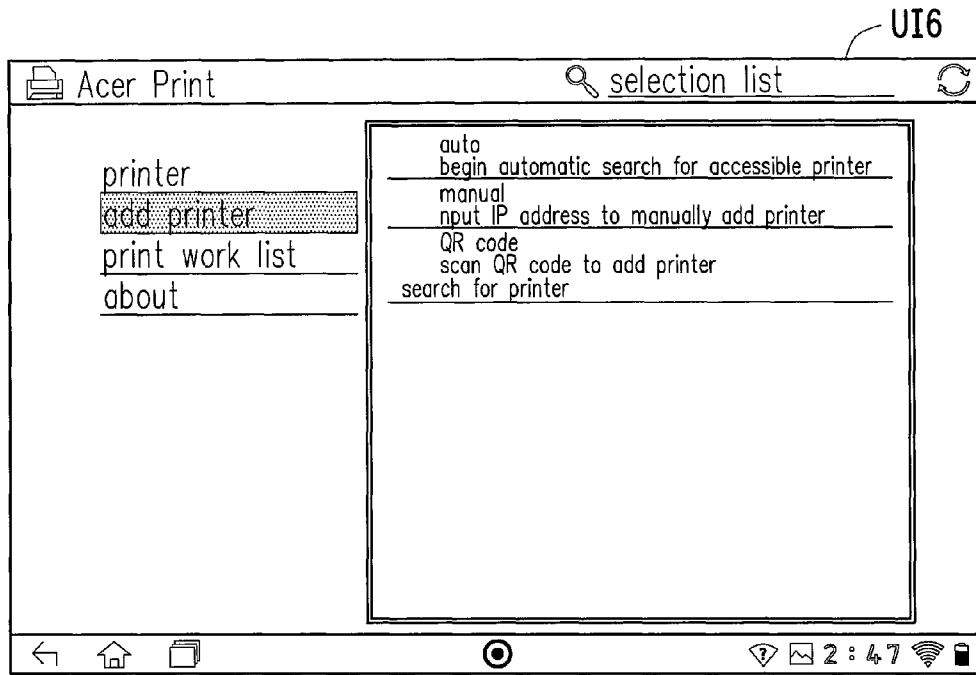 UI6
Acer Print
selection list
printer
add printer
print work list
about
auto
begin automatic search for accessible printer
manual
nput IP address to manually add printer
QR code
scan QR code to add printer
search for printer
2:47